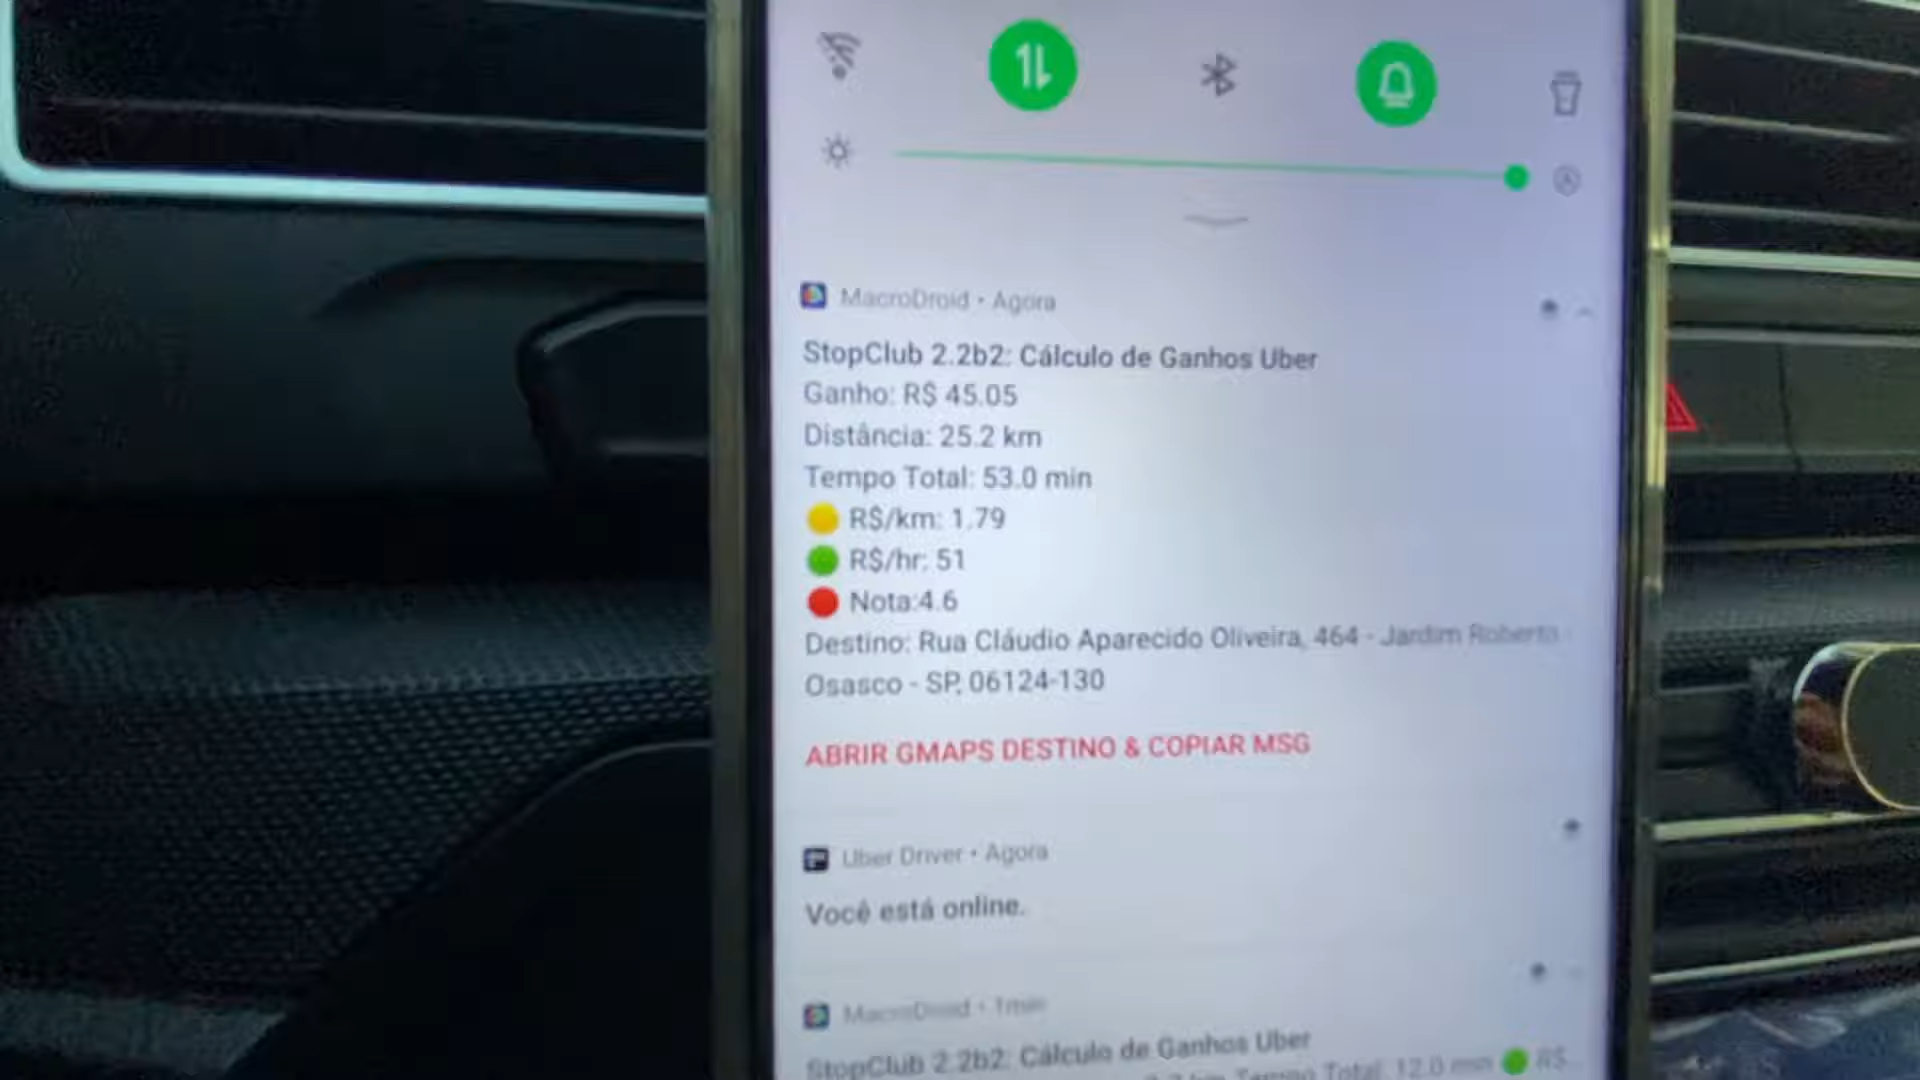 MacroDroid • Agora
StopClub 2.2b2: Cálculo de Ganhos Uber
Ganho: R$ 45.05
Distância: 25.2 km
Tempo Total: 53.0 min
R$/km: 1.79
R$/hr: 51
Nota:4.6
Destino: Rua Cláudio Aparecido Oliveira, 464 - Jardim Roberto -
Osasco - SP, 06124-130
ABRIR GMAPS DESTINO & COPIAR MSG
Uber Driver • Agora
Você está online.
MacroDroid • 1min
StopClub 2.2b2: Cálculo de Ganhos Uber
km Tempo Total: 12.0 min R$...